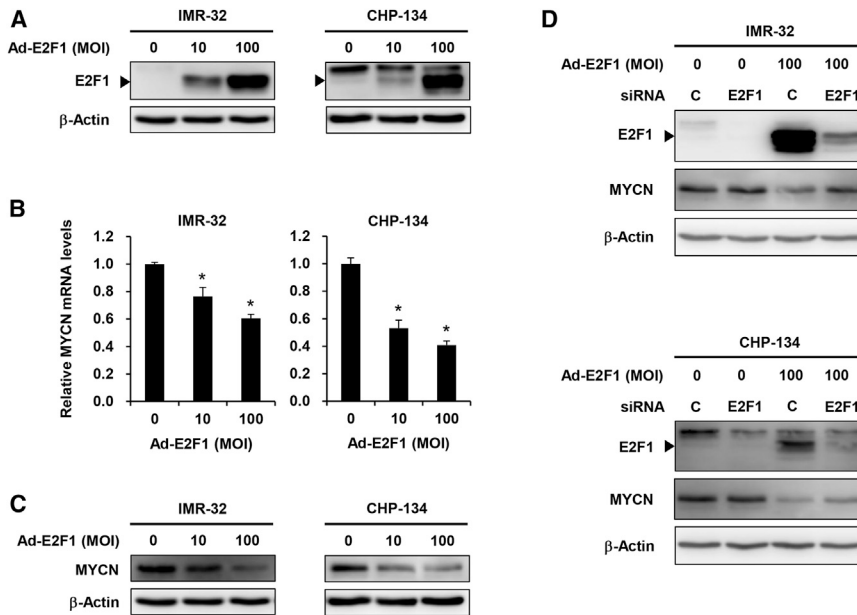 A
IMR-32
CHP-134
Ad-E2F1 (MOI) 0 10 100 0 10 100
E2F1
β-Actin
B
IMR-32
CHP-134
Relative MYCN mRNA levels
1.2 1.2
1.0 1.0
0.8 * 0.8
0.6 * 0.6 *
0.4 0.4 *
0.2 0.2
0.0 0.0
0 10 100 0 10 100
Ad-E2F1 (MOI) Ad-E2F1 (MOI)
C
IMR-32
CHP-134
Ad-E2F1 (MOI) 0 10 100 0 10 100
MYCN
β-Actin
D
IMR-32
Ad-E2F1 (MOI) 0 0 100 100
siRNA C E2F1 C E2F1
E2F1
MYCN
β-Actin
CHP-134
Ad-E2F1 (MOI) 0 0 100 100
siRNA C E2F1 C E2F1
E2F1
MYCN
β-Actin